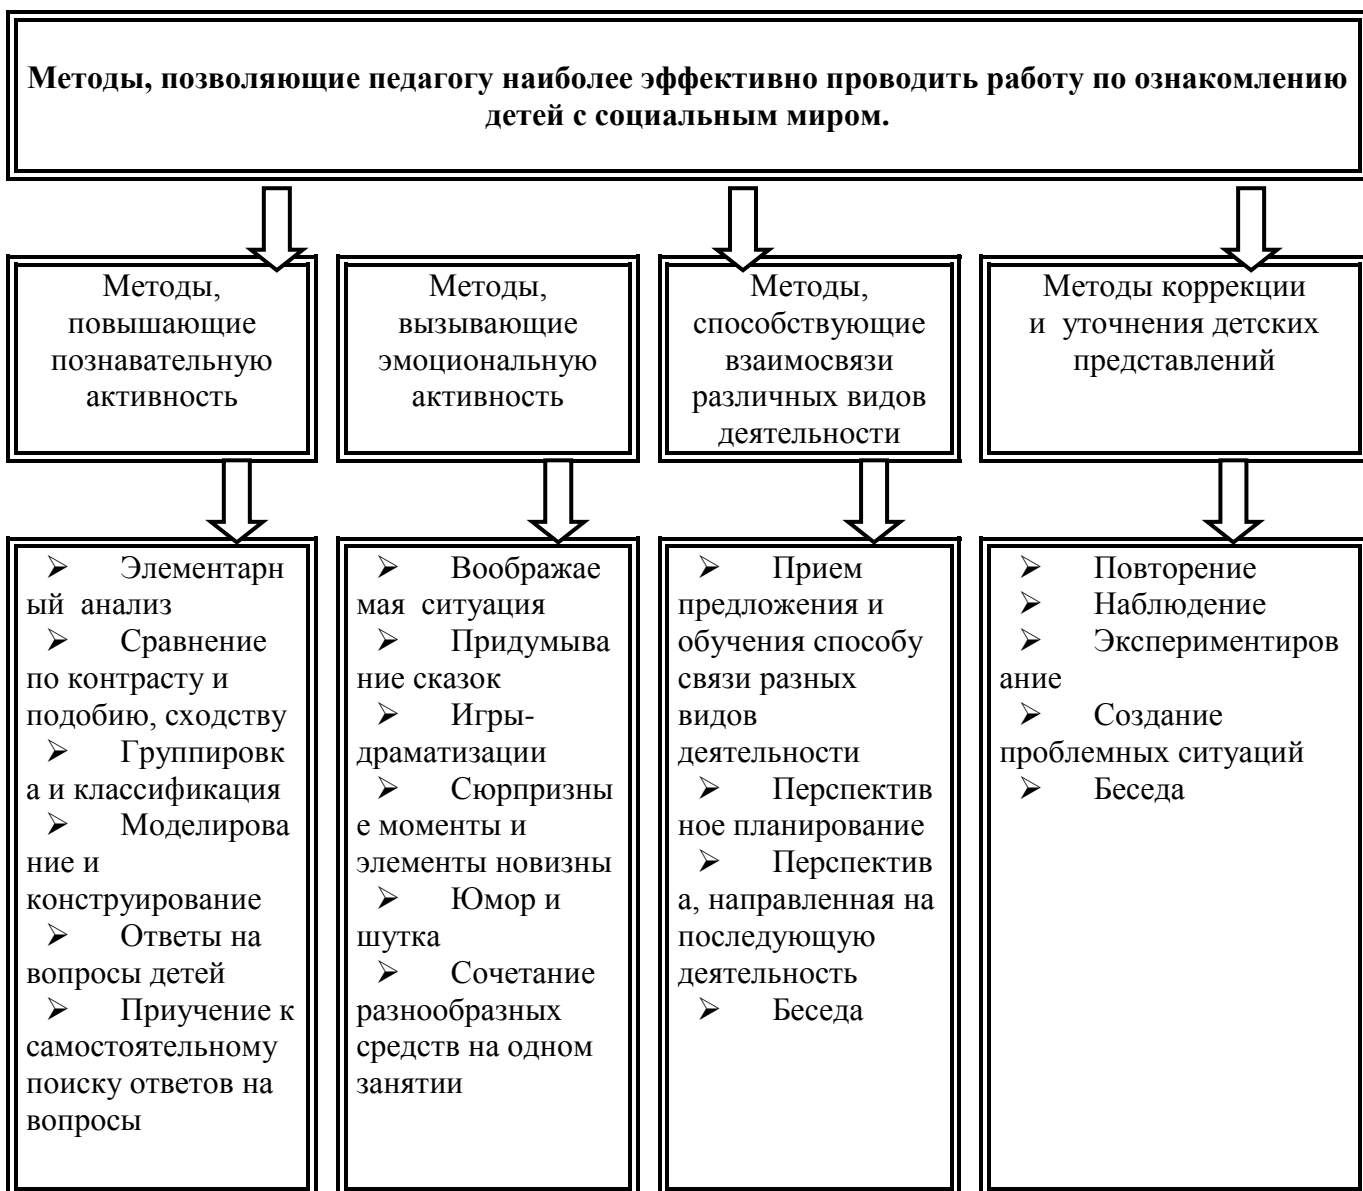 Методы, позволяющие педагогу наиболее эффективно проводить работу по ознакомлению
детей с социальным миром.
Методы,
повышающие
познавательную
активность
Методы,
вызывающие
эмоциональную
активность
Методы,
способствующие
взаимосвязи
различных видов
деятельности
Методы коррекции
и уточнения детских
представлений
➢ Элементарн
ый анализ
➢ Сравнение
по контрасту и
подобию, сходству
➢ Группировк
а и классификация
➢ Моделирова
ние и
конструирование
➢ Ответы на
вопросы детей
➢ Приучение к
самостоятельному
поиску ответов на
вопросы
➢ Воображае
мая ситуация
➢ Придумыва
ние сказок
➢ Игры-
драматизации
➢ Сюрпризны
е моменты и
элементы новизны
➢ Юмор и
шутка
➢ Сочетание
разнообразных
средств на одном
занятии
➢ Прием
предложения и
обучения способу
связи разных
видов
деятельности
➢ Перспектив
ное планирование
➢ Перспектив
а, направленная на
последующую
деятельность
➢ Беседа
➢ Повторение
➢ Наблюдение
➢ Экспериментиров
ание
➢ Создание
проблемных ситуаций
➢ Беседа